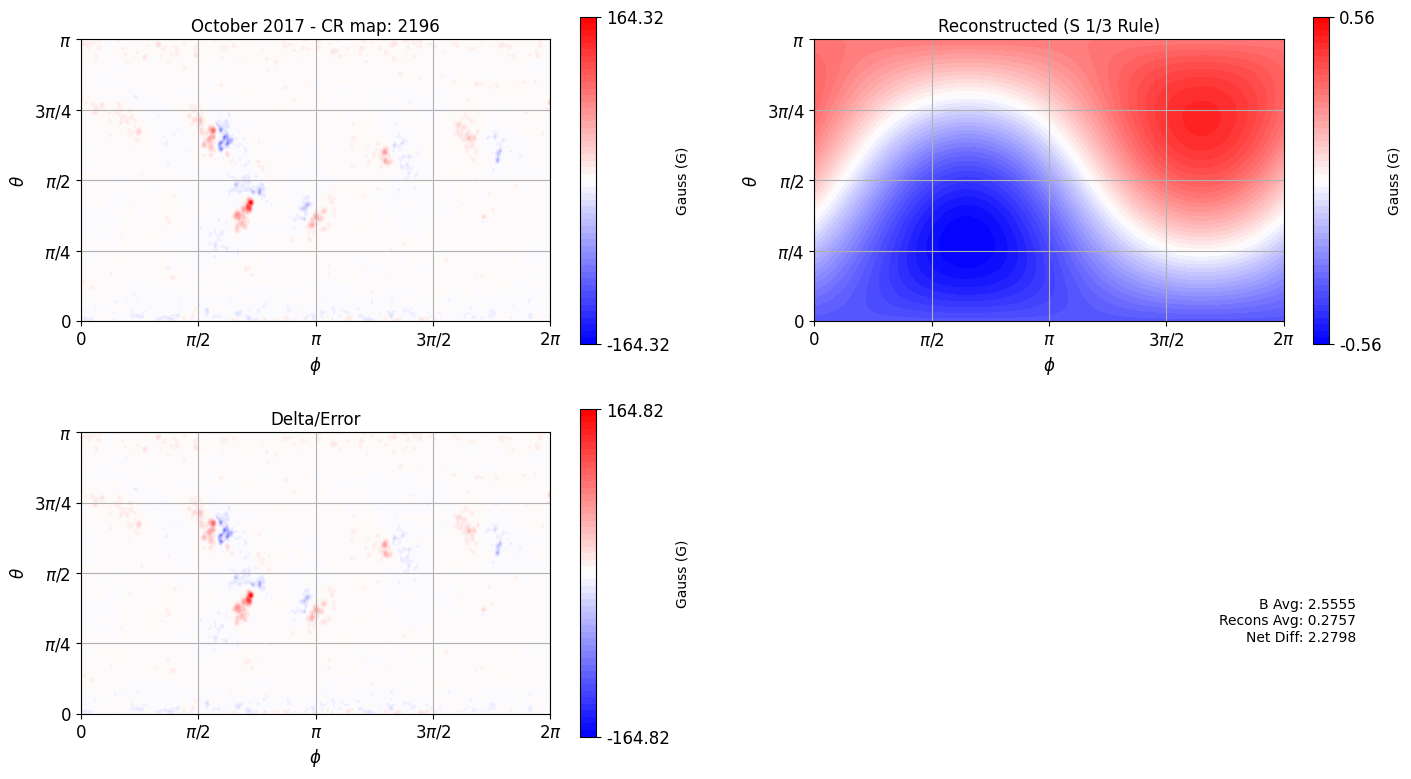 October 2017 - CR map: 2196
π
3π/4
π/2
π/4
0
θ
0
π/2
π
3π/2
2π
ϕ
164.32
-164.32
Gauss (G)
Reconstructed (S 1/3 Rule)
π
3π/4
π/2
π/4
0
θ
0
π/2
π
3π/2
2π
ϕ
0.56
-0.56
Gauss (G)
Delta/Error
π
3π/4
π/2
π/4
0
θ
0
π/2
π
3π/2
2π
ϕ
164.82
-164.82
Gauss (G)
B Avg: 2.5555
Recons Avg: 0.2757
Net Diff: 2.2798